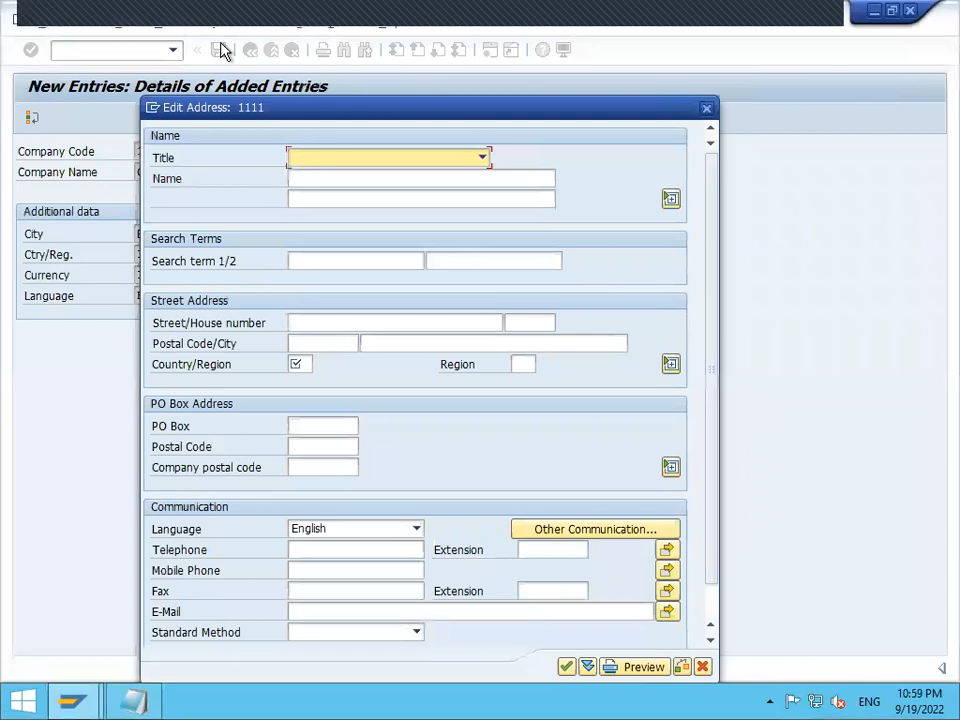 New Entries: Details of Added Entries
Edit Address: 1111
Company Code
Company Name
Additional data
City
Ctry/Reg.
Currency
Language
Name
Title
Name
Search Terms
Search term 1/2
Street Address
Street/House number
Postal Code/City
Country/Region Region
PO Box Address
PO Box
Postal Code
Company postal code
Communication
Language English Other Communication...
Telephone Extension
Mobile Phone
Fax Extension
E-Mail
Standard Method
Preview
ENG
10:59 PM
9/19/2022